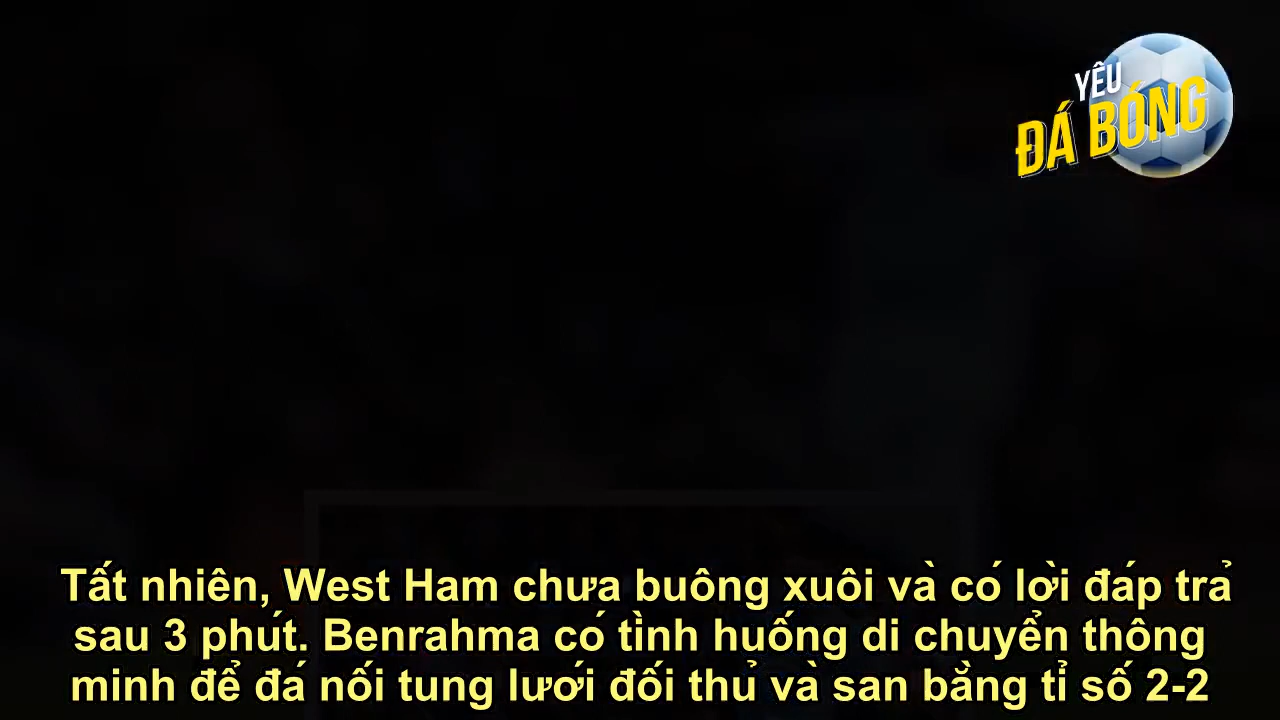 YÊU
ĐÁ BÓNG
Tất nhiên, West Ham chưa buông xuôi và có lời đáp trả
sau 3 phút. Benrahma có tình huống di chuyển thông
minh để đá nối tung lưới đối thủ và san bằng tỉ số 2-2